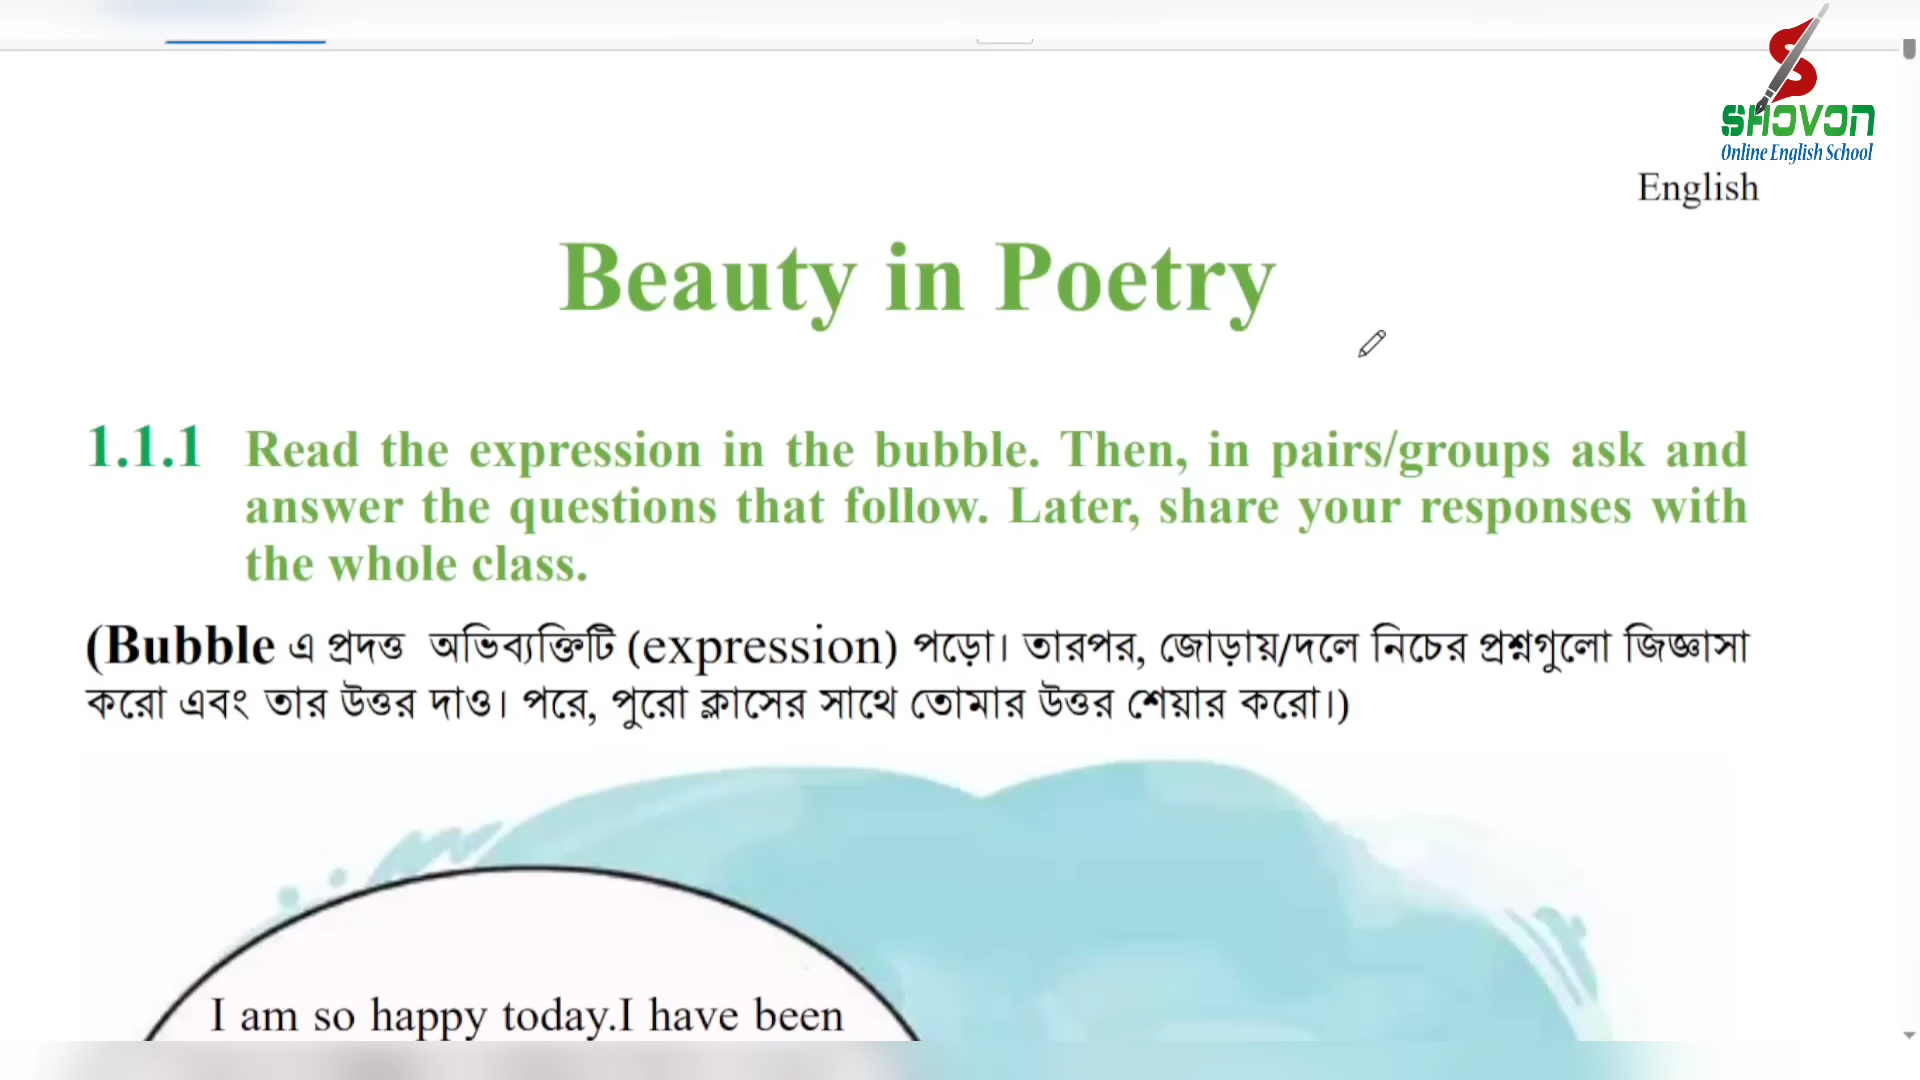 SHOVON
Online English School
English
Beauty in Poetry
1.1.1 Read the expression in the bubble. Then, in pairs/groups ask and
answer the questions that follow. Later, share your responses with
the whole class.
(Bubble এ প্রদত্ত অভিব্যক্তিটি (expression) পড়ো। তারপর, জোড়ায়/দলে নিচের প্রশ্নগুলো জিজ্ঞাসা
করো এবং তার উত্তর দাও। পরে, পুরো ক্লাসের সাথে তোমার উত্তর শেয়ার করো।)
I am so happy today.I have been